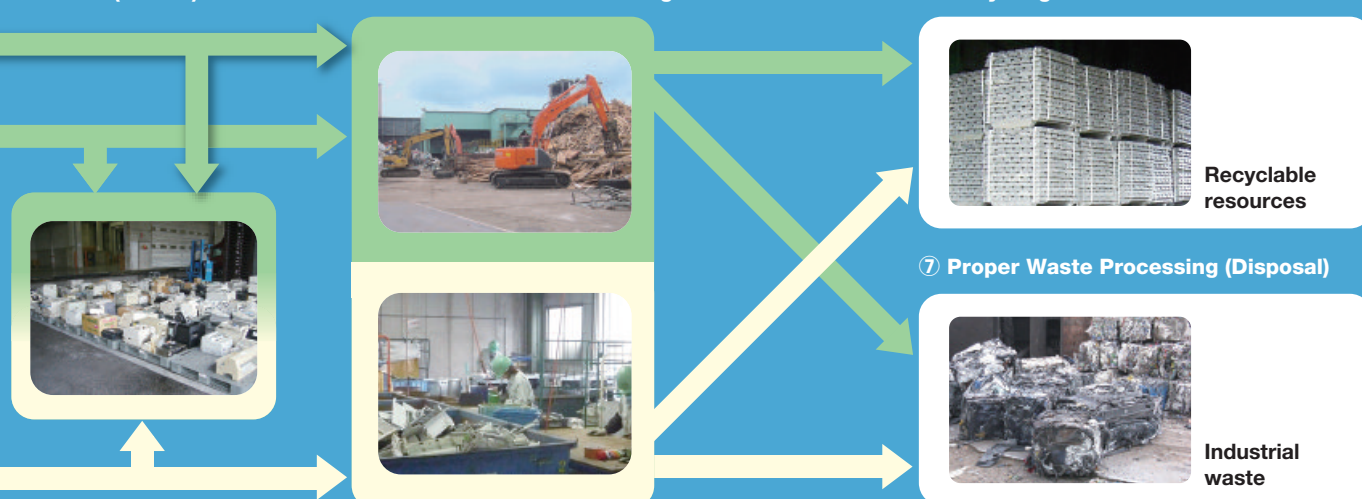 Recyclable
resources
⑦ Proper Waste Processing (Disposal)
Industrial
waste